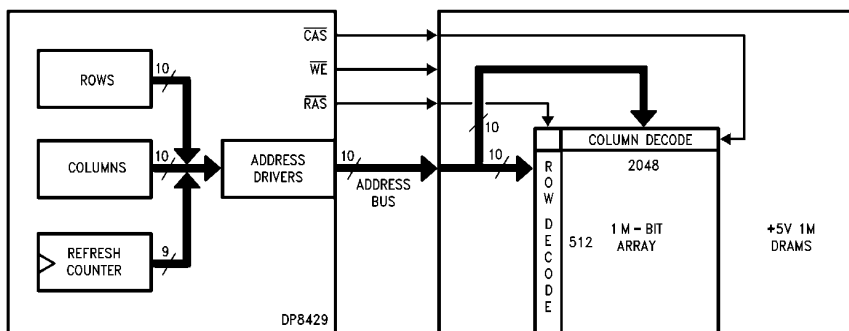 CAS
10
ROWS
WE
RAS
10
COLUMN DECODE
10
COLUMNS
ADDRESS
DRIVERS
10
ADDRESS
BUS
10
2048
ROW DECODE
REFRESH
COUNTER
9
512
1 M - BIT
ARRAY
+5V 1M
DRAMS
DP8429